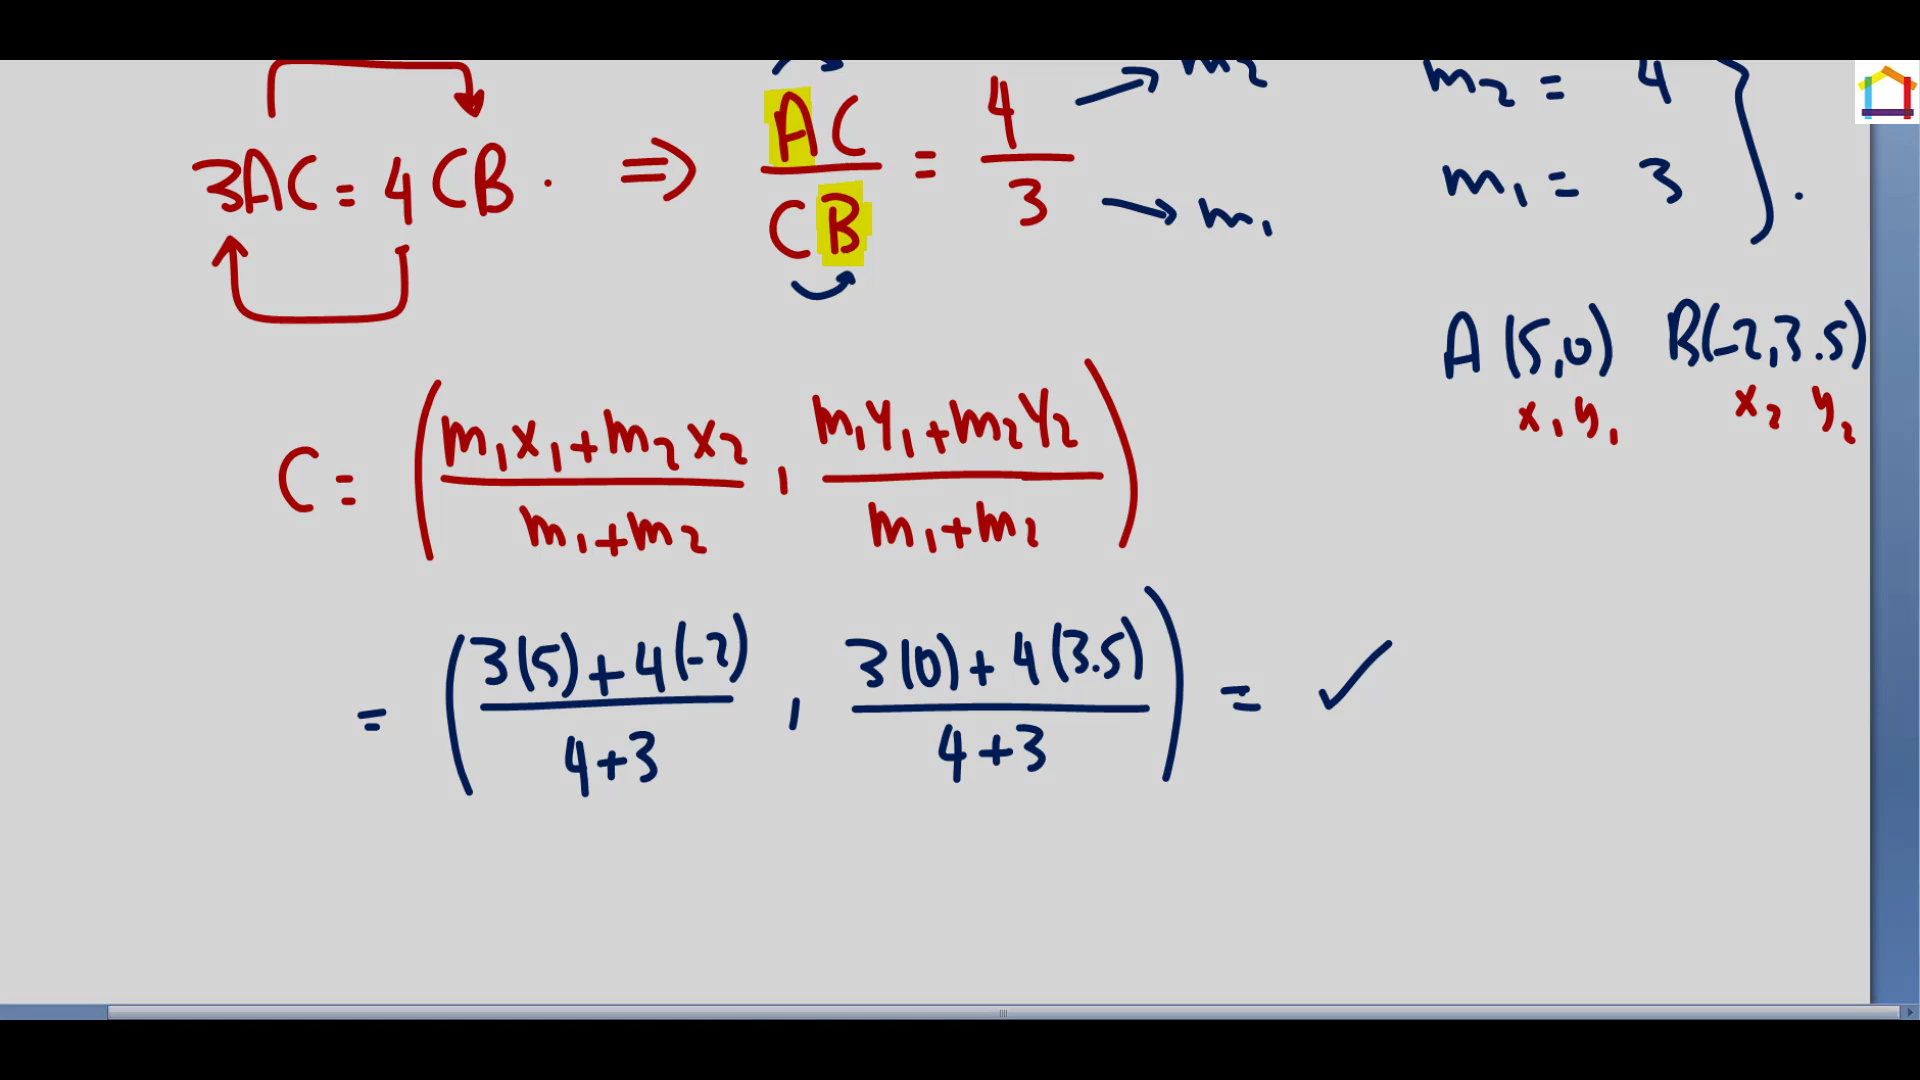 3AC = 4CB. ⇒ AC/CB = 4/3 → m2
→ m1
m2 = 4
m1 = 3
A(5,0) B(-2,3.5)
x1 y1 x2 y2
C = ( (m1x1+m2x2)/(m1+m2) , (m1y1+m2y2)/(m1+m2) )
= ( (3(5)+4(-2))/(4+3) , (3(0)+4(3.5))/(4+3) ) = ✓